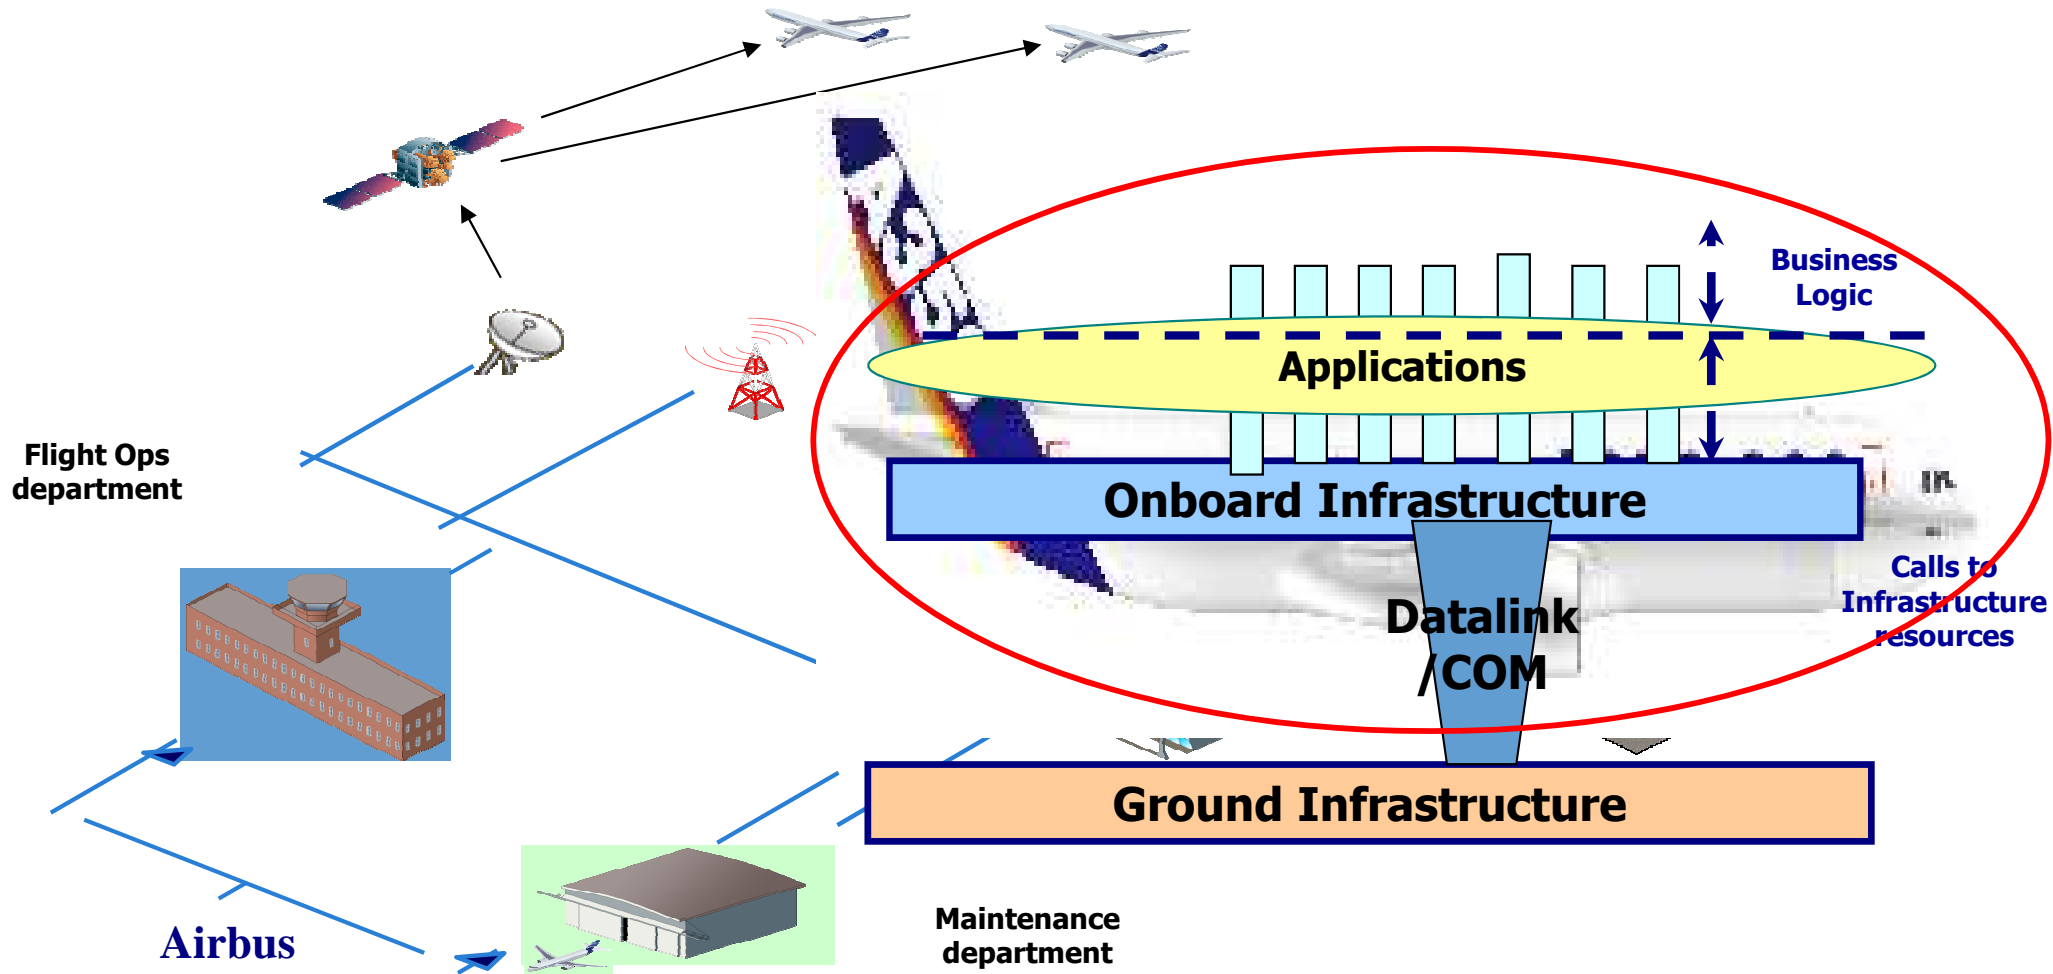 Business
Logic
Applications
Flight Ops
department
Onboard Infrastructure
Calls to
Infrastructure
resources
Datalink
/COM
Ground Infrastructure
Airbus
Maintenance
department